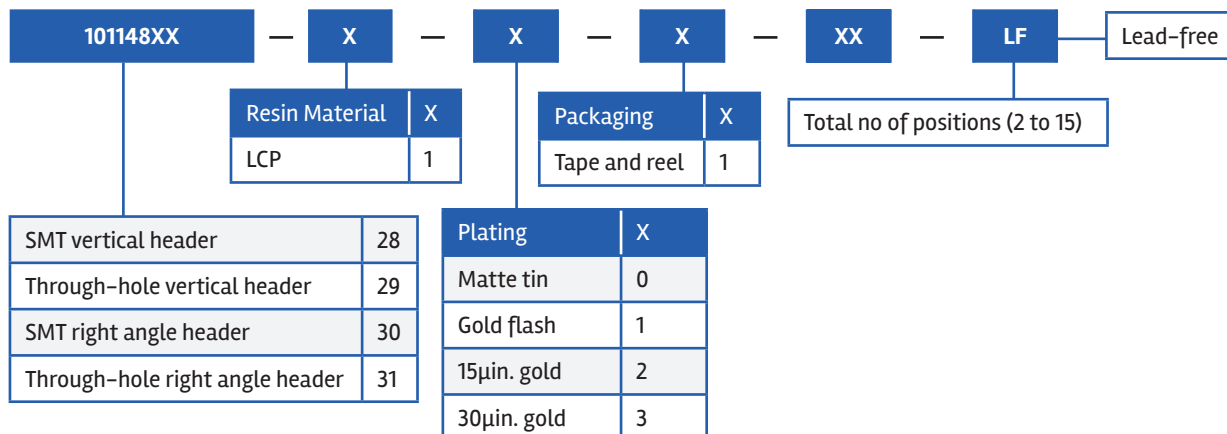 101148XX — X — X — X — XX — LF Lead-free
Resin Material X
LCP 1
Packaging X
Tape and reel 1
Total no of positions (2 to 15)
SMT vertical header 28
Through-hole vertical header 29
SMT right angle header 30
Through-hole right angle header 31
Plating X
Matte tin 0
Gold flash 1
15µin. gold 2
30µin. gold 3